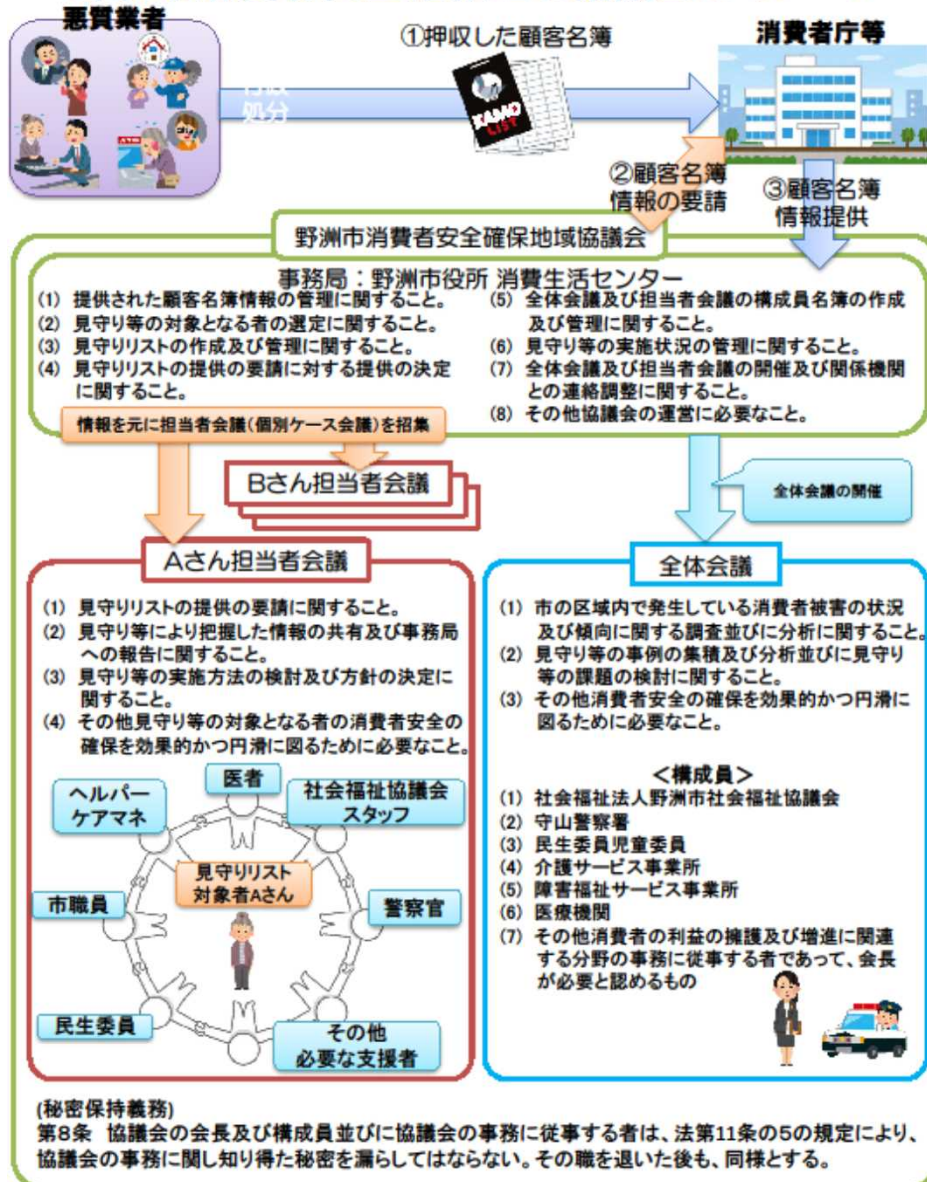 悪質業者
①押収した顧客名簿
消費者庁等
処分
KAMO
LIST
②顧客名簿
情報の要請
③顧客名簿
情報提供
野洲市消費者安全確保地域協議会
事務局：野洲市役所 消費生活センター
(1) 提供された顧客名簿情報の管理に関すること。
(2) 見守り等の対象となる者の選定に関すること。
(3) 見守りリストの作成及び管理に関すること。
(4) 見守りリストの提供の要請に対する提供の決定
に関すること。
(5) 全体会議及び担当者会議の構成員名簿の作成
及び管理に関すること。
(6) 見守り等の実施状況の管理に関すること。
(7) 全体会議及び担当者会議の開催及び関係機関
との連絡調整に関すること。
(8) その他協議会の運営に必要なこと。
情報を元に担当者会議(個別ケース会議)を招集
Bさん担当者会議
全体会議の開催
Aさん担当者会議
(1) 見守りリストの提供の要請に関すること。
(2) 見守り等により把握した情報の共有及び事務局
への報告に関すること。
(3) 見守り等の実施方法の検討及び方針の決定に
関すること。
(4) その他見守り等の対象となる者の消費者安全の
確保を効果的かつ円滑に図るために必要なこと。
医者
ヘルパー
ケアマネ
社会福祉協議会
スタッフ
見守りリスト
対象者Aさん
市職員
警察官
民生委員
その他
必要な支援者
全体会議
(1) 市の区域内で発生している消費者被害の状況
及び傾向に関する調査並びに分析に関すること。
(2) 見守り等の事例の集積及び分析並びに見守り
等の課題の検討に関すること。
(3) その他消費者安全の確保を効果的かつ円滑に
図るために必要なこと。
＜構成員＞
(1) 社会福祉法人野洲市社会福祉協議会
(2) 守山警察署
(3) 民生委員児童委員
(4) 介護サービス事業所
(5) 障害福祉サービス事業所
(6) 医療機関
(7) その他消費者の利益の擁護及び増進に関連
する分野の事務に従事する者であって、会長
が必要と認めるもの
(秘密保持義務)
第8条 協議会の会長及び構成員並びに協議会の事務に従事する者は、法第11条の5の規定により、
協議会の事務に関し知り得た秘密を漏らしてはならない。その職を退いた後も、同様とする。